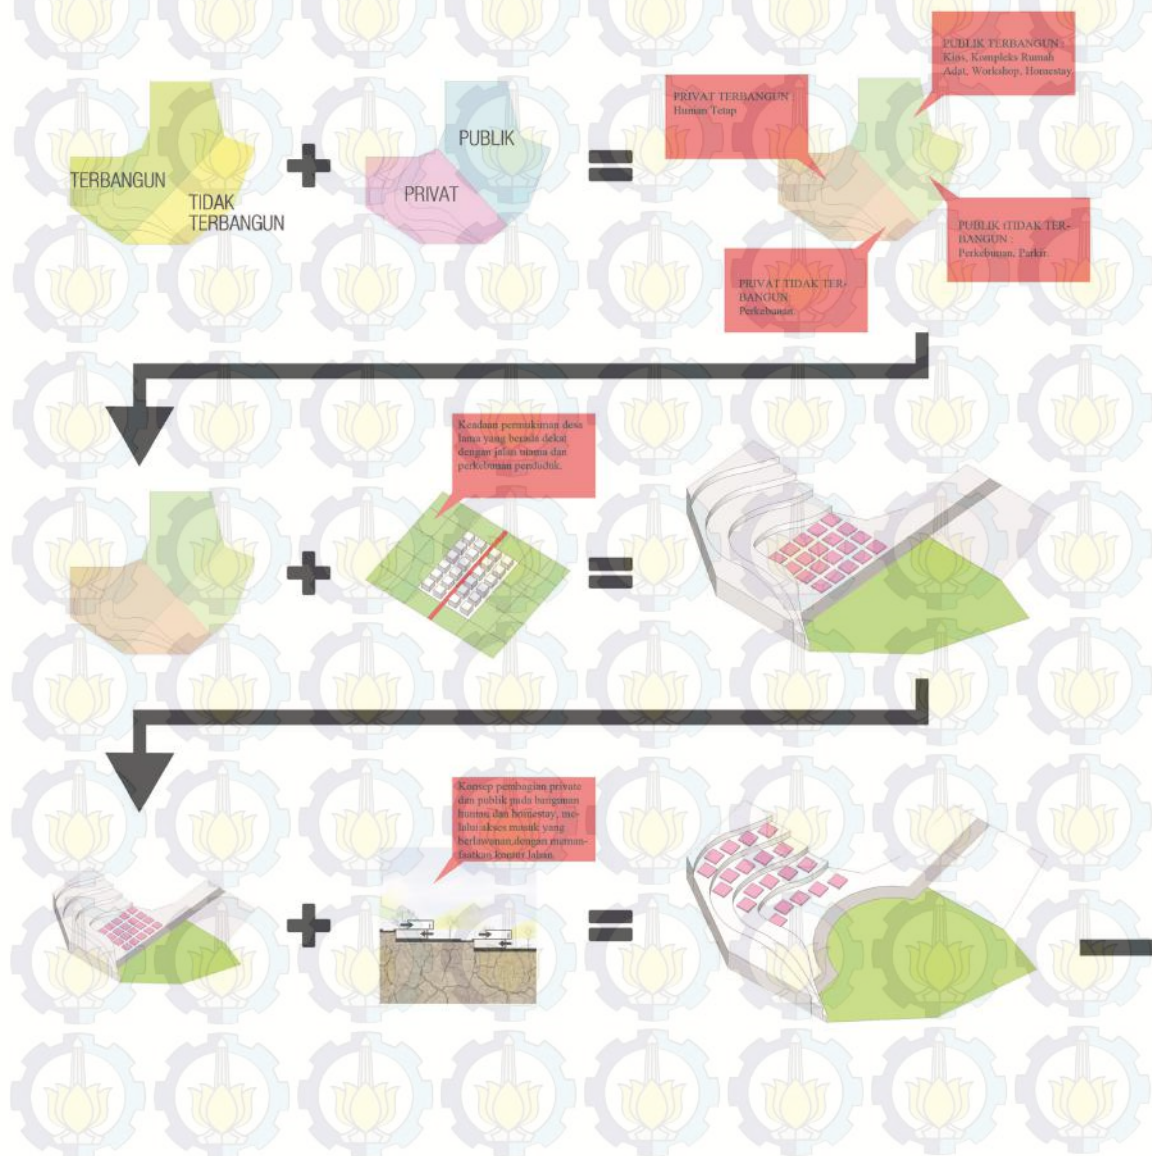 TERBANGUN
TIDAK
TERBANGUN
PUBLIK
PRIVAT
PRIVAT TERBANGUN :
Human Tetap
PUBLIK TERBANGUN :
Kios, Kompleks Rumah
Adat, Workshop, Homestay
PUBLIK tTIDAK TER-
BANGUN :
Perkebunan, Parkir.
PRIVAT TIDAK TER-
BANGUN:
Perkebunan
Keadaan permukiman desa
lama yang berada dekat
dengan jalan utama dan
perkebunan penduduk.
Konsep pembagian private
dan publik pada bangunan
hunian dan homestay, me-
lalui akses masuk yang
berlawanan,dengan meman-
faatkan kontur lahan.